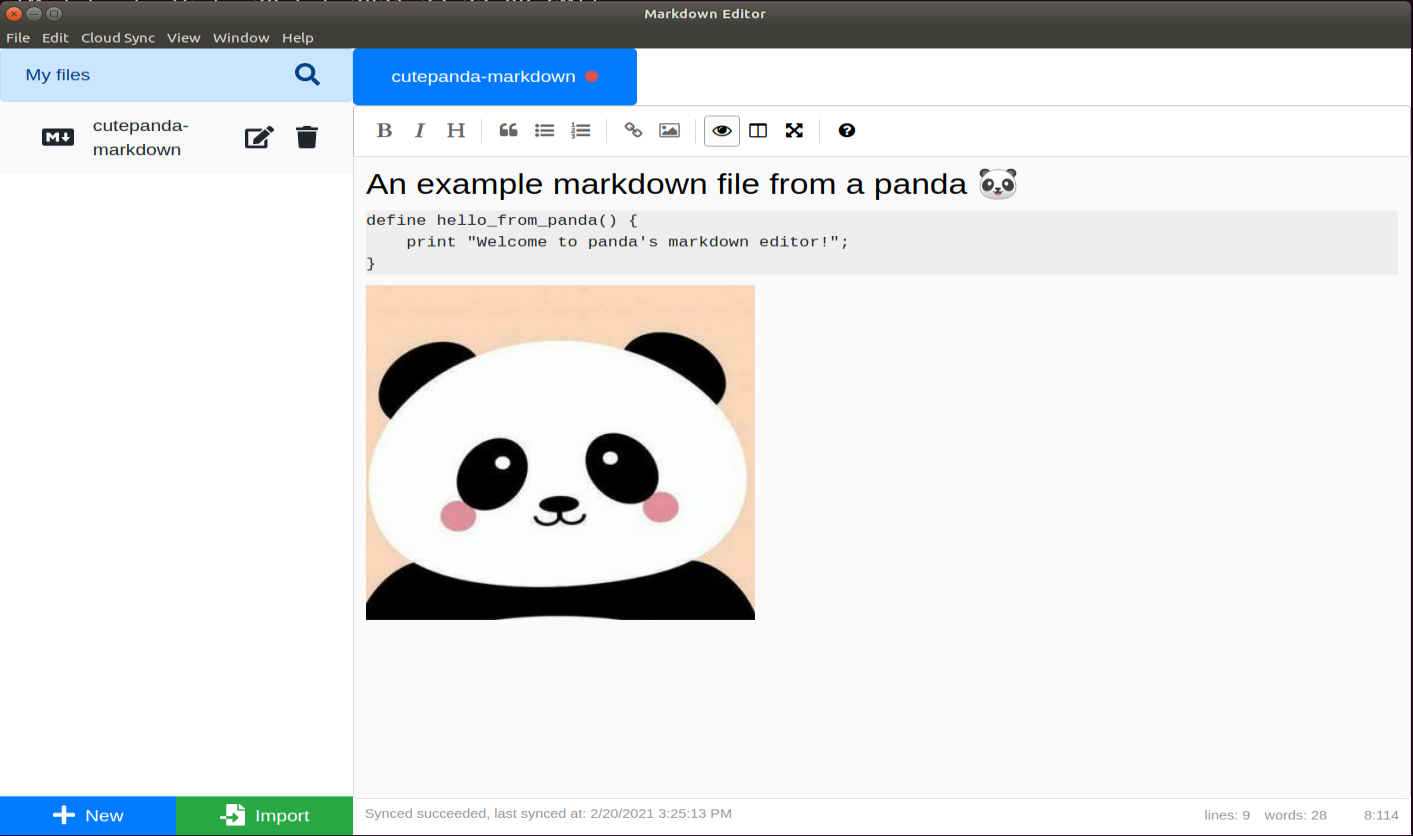 Markdown Editor
File Edit Cloud Sync View Window Help
My files
cutepanda-markdown
cutepanda-
markdown
B I H
An example markdown file from a panda 🐼
define hello_from_panda() {
    print "Welcome to panda's markdown editor!";
}
New Import
Synced succeeded, last synced at: 2/20/2021 3:25:13 PM
lines: 9 words: 28 8:114